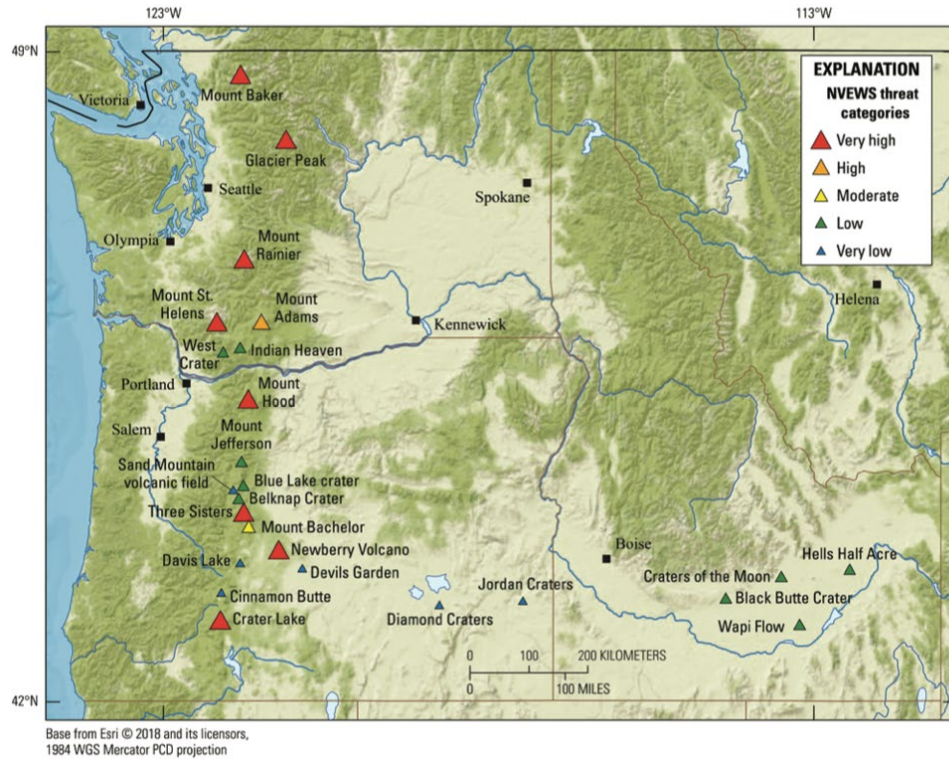 123°W
113°W
49°N
Victoria
Mount Baker
Glacier Peak
Seattle
Spokane
Olympia
Mount
Rainier
Helena
Mount St.
Helens
Mount
Adams
Kennewick
West
Crater
Indian Heaven
Portland
Mount
Hood
Salem
Mount
Jefferson
Sand Mountain
volcanic field
Blue Lake crater
Belknap Crater
Three Sisters
Mount Bachelor
Newberry Volcano
Davis Lake
Devils Garden
Cinnamon Butte
Crater Lake
Boise
Hells Half Acre
Craters of the Moon
Black Butte Crater
Wapi Flow
Jordan Craters
Diamond Craters
EXPLANATION
NVEWS threat
categories
Very high
High
Moderate
Low
Very low
0 100 200 KILOMETERS
0 100 MILES
42°N
Base from Esri © 2018 and its licensors,
1984 WGS Mercator PCD projection